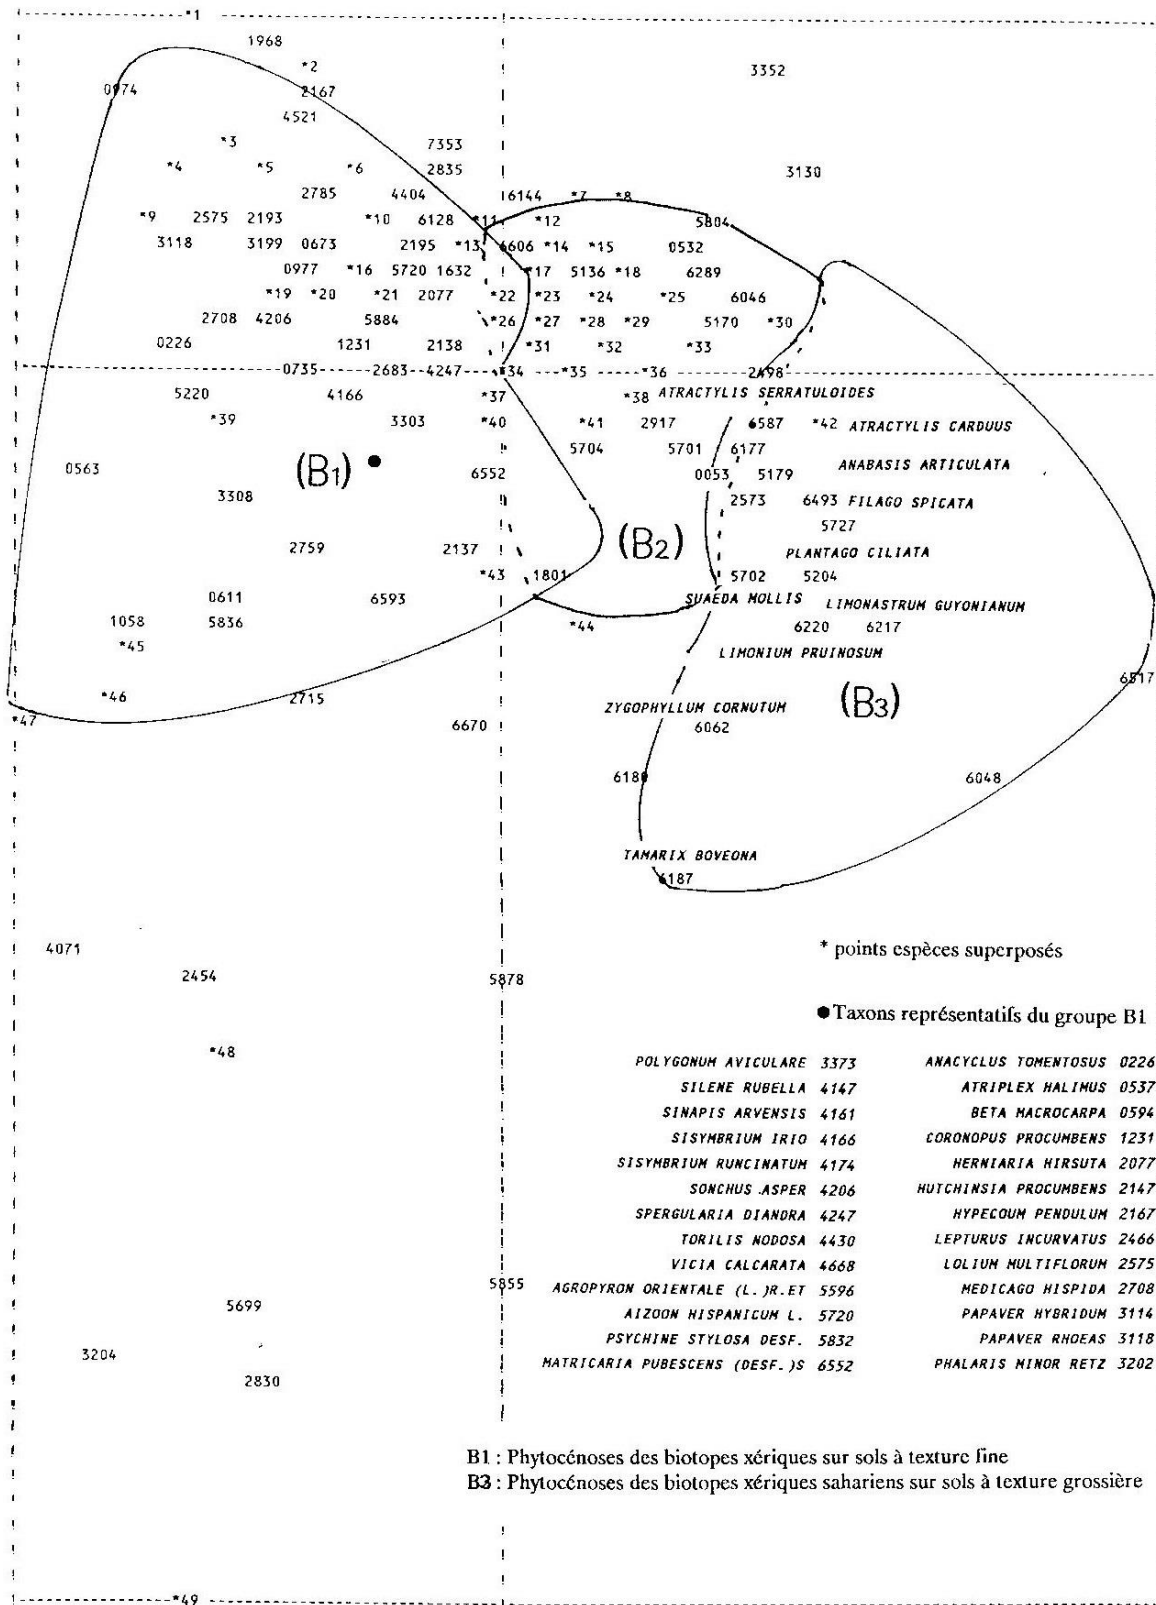 *1
1968
*2
3352
0974 2167
4521
*3 7353
*4 *5 *6 2835 3130
2785 4404 6144 *7 *8
*9 2575 2193 *10 6128 *11 *12 5804
3118 3199 0673 2195 *13 6606 *14 *15 0532
0977 *16 5720 1632 *17 5136 *18 6289
*19 *20 *21 2077 *22 *23 *24 *25 6046
2708 4206 5884 *26 *27 *28 *29 5170 *30
0226 1231 2138 *31 *32 *33
0735 2683 4247 *34 *35 *36 2498
5220 4166 *37 *38 ATRACTYLIS SERRATULOIDES
*39 3303 *40 *41 2917 6587 *42 ATRACTYLIS CARDUUS
5704 5701 6177
0563 (B1) ● 6552 0053 5179 ANABASIS ARTICULATA
3308 2573 6493 FILAGO SPICATA
5727
2759 2137 (B2) PLANTAGO CILIATA
*43 1801 5702 5204
0611 6593 SUAEDA MOLLIS LIMONASTRUM GUYONIANUM
1058 5836 *44 6220 6217
*45 LIMONIUM PRUINOSUM
6517
*46 2715 ZYGOPHYLLUM CORNUTUM (B3)
*47 6670 6062
6180 6048
TAMARIX BOVEONA
6187
4071 * points espèces superposés
2454 5878
●Taxons représentatifs du groupe B1
*48
POLYGONUM AVICULARE 3373 ANACYCLUS TOMENTOSUS 0226
SILENE RUBELLA 4147 ATRIPLEX HALIMUS 0537
SINAPIS ARVENSIS 4161 BETA MACROCARPA 0594
SISYMBRIUM IRIO 4166 CORONOPUS PROCUMBENS 1231
SISYMBRIUM RUNCINATUM 4174 HERNIARIA HIRSUTA 2077
SONCHUS .ASPER 4206 HUTCHINSIA PROCUMBENS 2147
SPERGULARIA DIANDRA 4247 HYPECOUM PENDULUM 2167
TORILIS NODOSA 4430 LEPTURUS INCURVATUS 2466
VICIA CALCARATA 4668 LOLIUM MULTIFLORUM 2575
5855 AGROPYRON ORIENTALE (L.)R.ET 5596 MEDICAGO HISPIDA 2708
5699 AIZOON HISPANICUM L. 5720 PAPAVER HYBRIDUM 3114
PSYCHINE STYLOSA DESF. 5832 PAPAVER RHOEAS 3118
3204 MATRICARIA PUBESCENS (DESF.)S 6552 PHALARIS MINOR RETZ 3202
2830
B1 : Phytocénoses des biotopes xériques sur sols à texture fine
B3 : Phytocénoses des biotopes xériques sahariens sur sols à texture grossière
*49